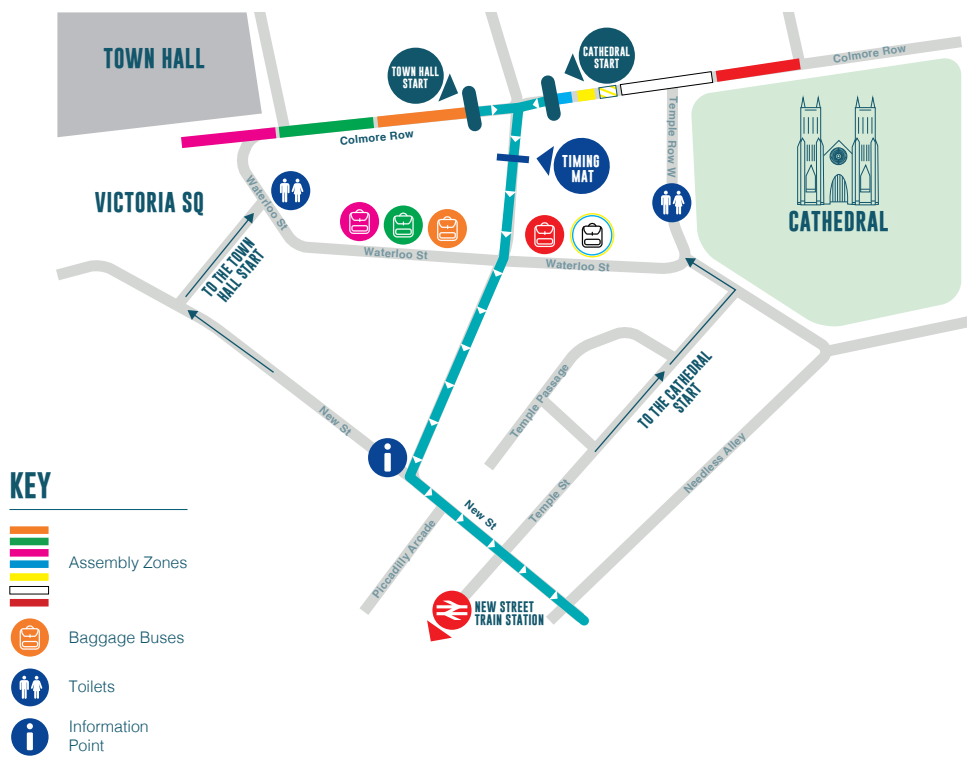 TOWN HALL
TOWN HALL
START
CATHEDRAL
START
Colmore Row
Colmore Row
Temple Row W
TIMING
MAT
VICTORIA SQ
Waterloo St
CATHEDRAL
Waterloo St
Waterloo St
TO THE TOWN
HALL START
TO THE CATHEDRAL
START
Temple Passage
New St
Needless Alley
Temple St
New St
Piccadilly Arcade
NEW STREET
TRAIN STATION
KEY
Assembly Zones
Baggage Buses
Toilets
Information
Point